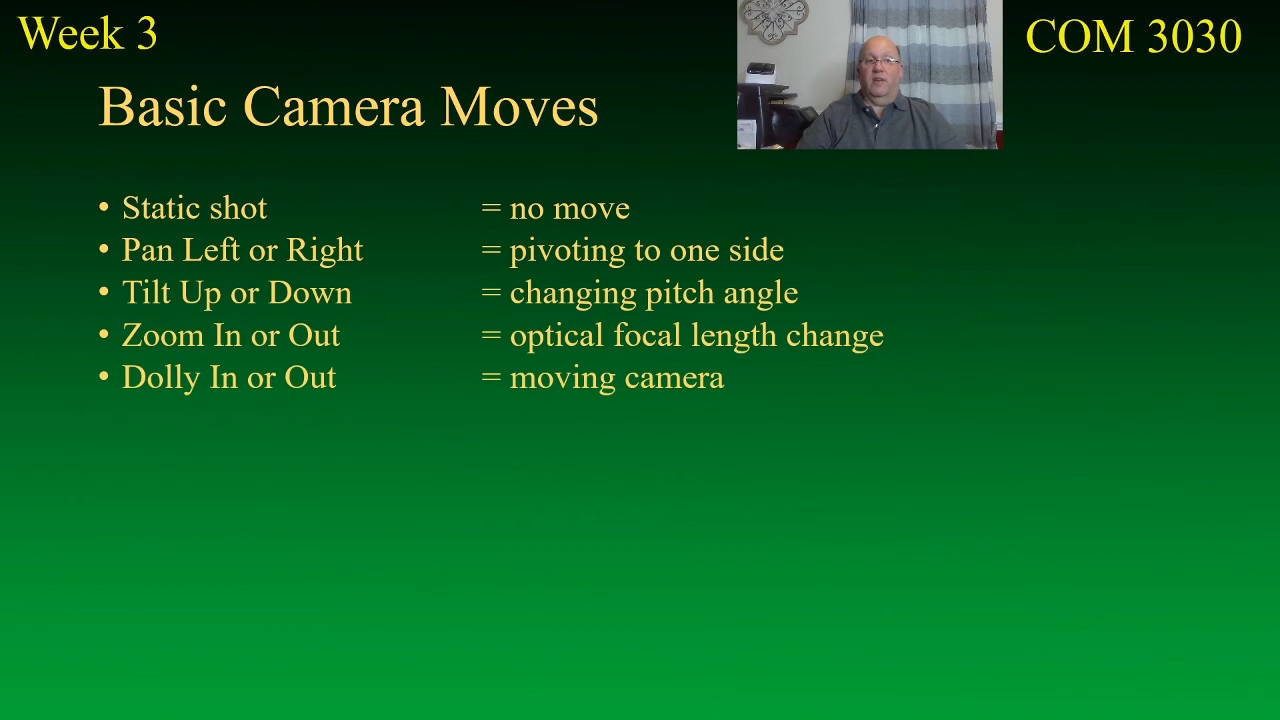 Week 3
COM 3030
Basic Camera Moves
• Static shot = no move
• Pan Left or Right = pivoting to one side
• Tilt Up or Down = changing pitch angle
• Zoom In or Out = optical focal length change
• Dolly In or Out = moving camera